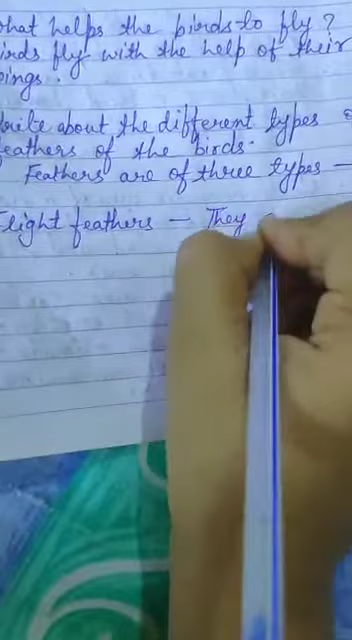 what helps the birds to fly?
irds fly with the help of their
ings.
rite about the different types o
eathers of the birds.
Feathers are of three types —
light feathers — They